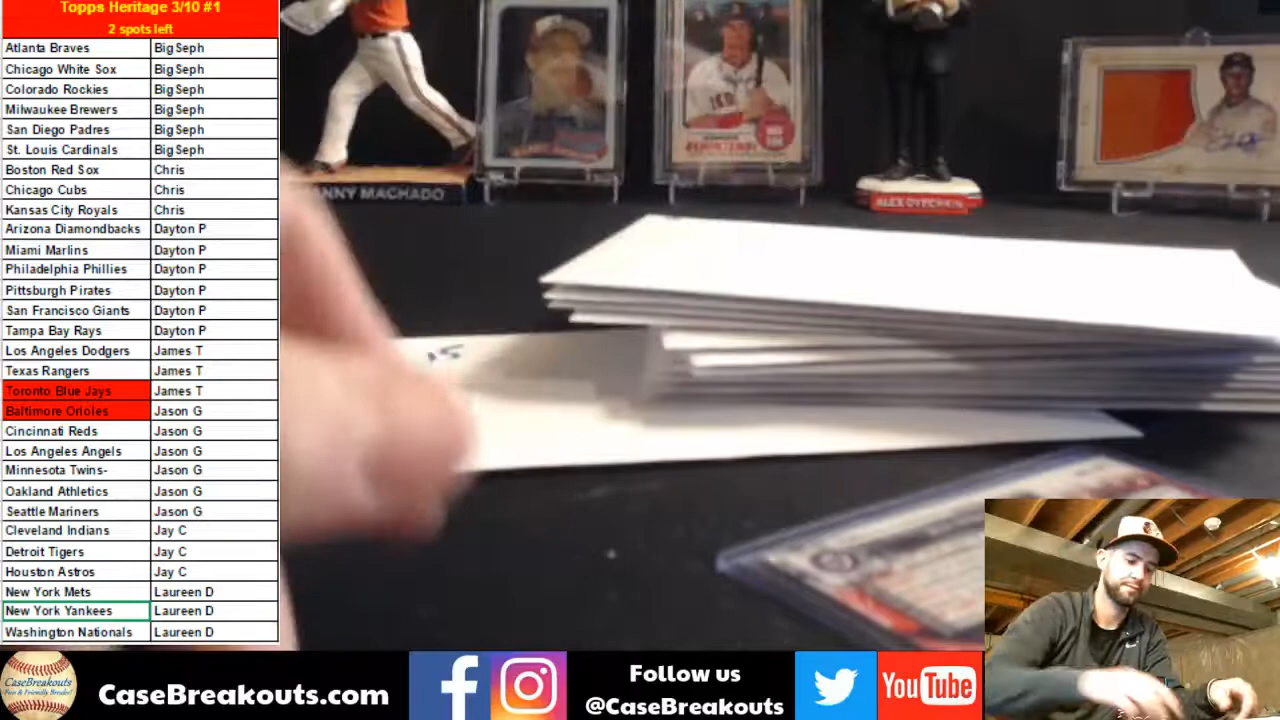 Topps Heritage 3/10 #1
2 spots left
Atlanta Braves Big Seph
Chicago White Sox Big Seph
Colorado Rockies Big Seph
Milwaukee Brewers Big Seph
San Diego Padres Big Seph
St. Louis Cardinals Big Seph
Boston Red Sox Chris
Chicago Cubs Chris
Kansas City Royals Chris
Arizona Diamondbacks Dayton P
Miami Marlins Dayton P
Philadelphia Phillies Dayton P
Pittsburgh Pirates Dayton P
San Francisco Giants Dayton P
Tampa Bay Rays Dayton P
Los Angeles Dodgers James T
Texas Rangers James T
Toronto Blue Jays James T
Baltimore Orioles Jason G
Cincinnati Reds Jason G
Los Angeles Angels Jason G
Minnesota Twins- Jason G
Oakland Athletics Jason G
Seattle Mariners Jason G
Cleveland Indians Jay C
Detroit Tigers Jay C
Houston Astros Jay C
New York Mets Laureen D
New York Yankees Laureen D
Washington Nationals Laureen D
NNY MACHADO
ALEX OVECHKIN
CaseBreakouts
Fun & Friendly Breaks!
CaseBreakouts.com
Follow us
@CaseBreakouts
YouTube